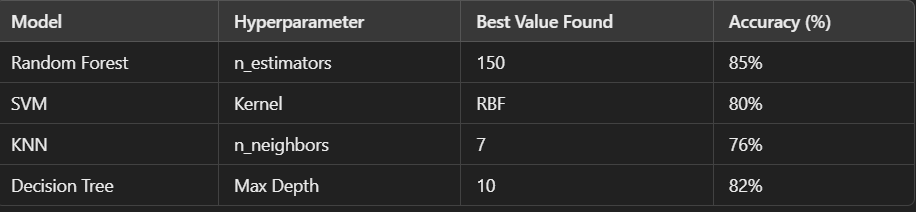 Model Hyperparameter Best Value Found Accuracy (%)
Random Forest n_estimators 150 85%
SVM Kernel RBF 80%
KNN n_neighbors 7 76%
Decision Tree Max Depth 10 82%